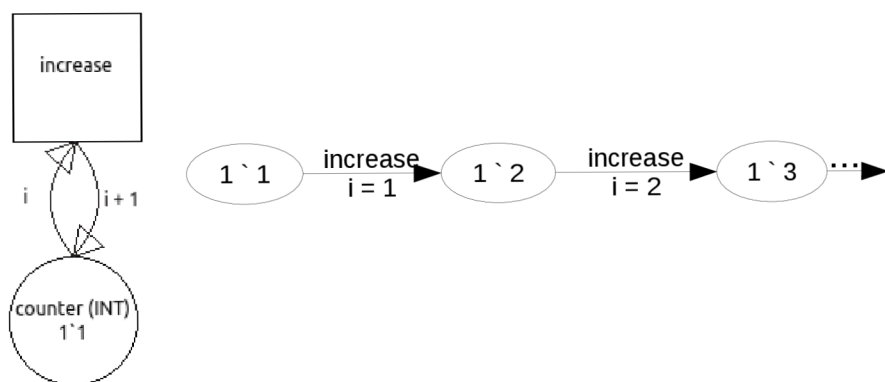 increase
i
i + 1
counter (INT)
1`1
1 ` 1
increase
i = 1
1 ` 2
increase
i = 2
1 ` 3
...